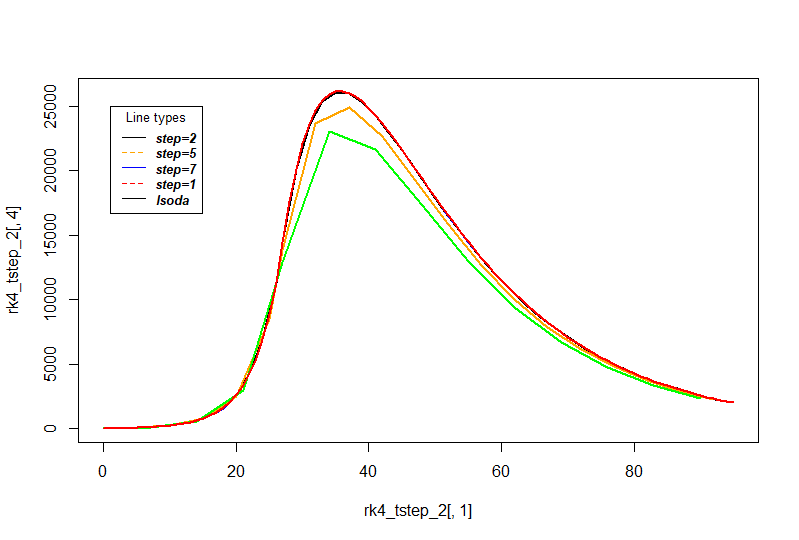 Line types
step=2
step=5
step=7
step=1
lsoda
rk4_tstep_2[, 4]
25000
20000
15000
10000
5000
0
0 20 40 60 80
rk4_tstep_2[, 1]